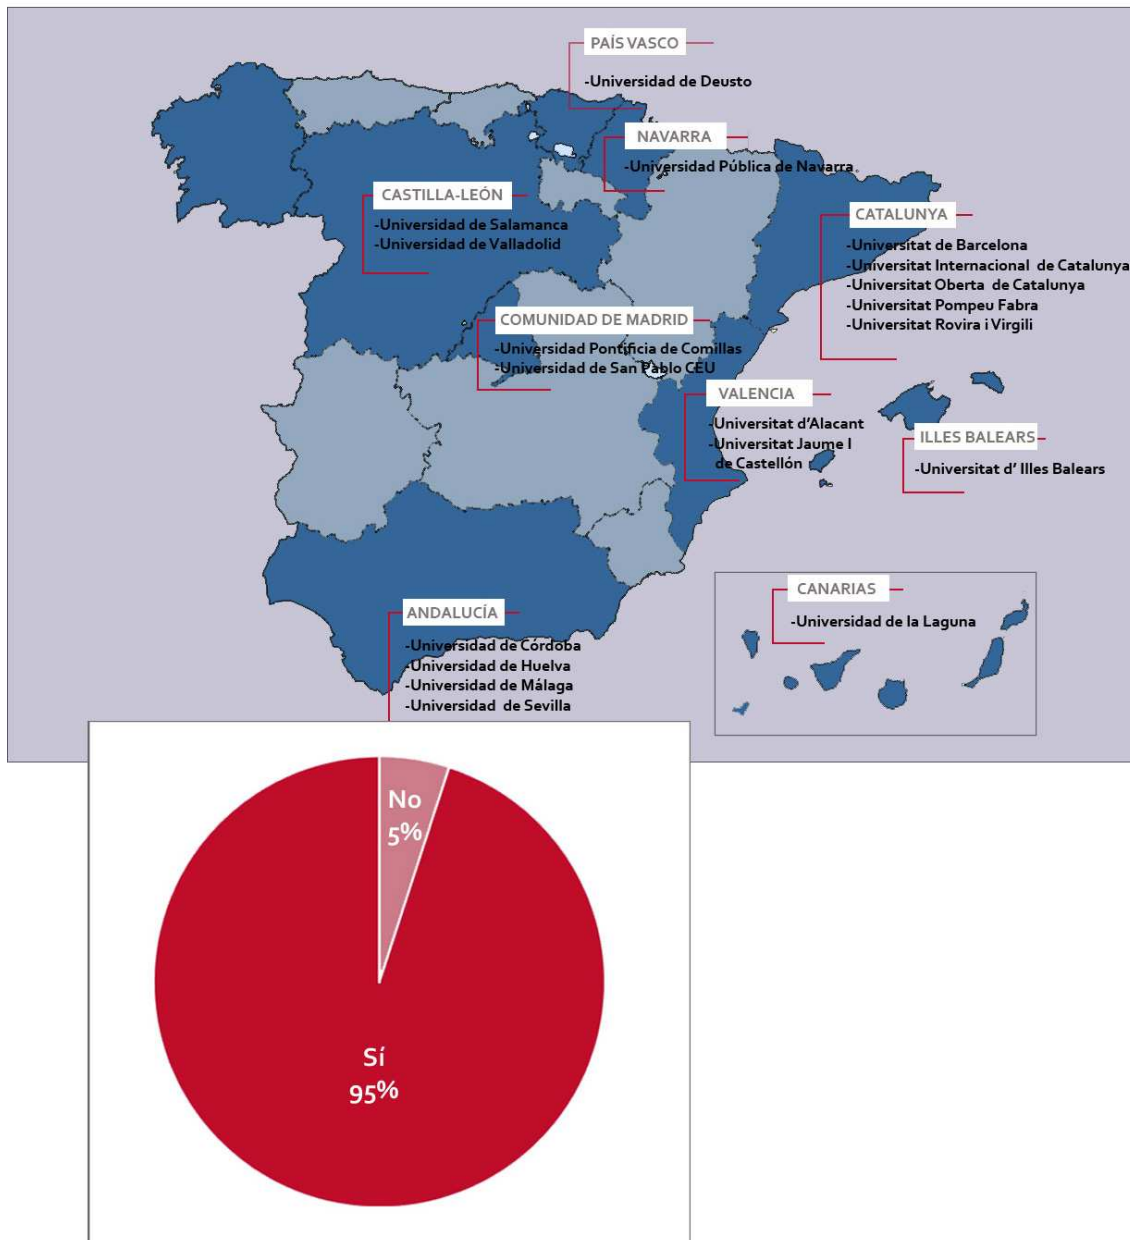 PAÍS VASCO
-Universidad de Deusto
NAVARRA
-Universidad Pública de Navarra
CASTILLA-LEÓN
-Universidad de Salamanca
-Universidad de Valladolid
CATALUNYA
-Universitat de Barcelona
-Universitat Internacional de Catalunya
-Universitat Oberta de Catalunya
-Universitat Pompeu Fabra
-Universitat Rovira i Virgili
COMUNIDAD DE MADRID
-Universidad Pontificia de Comillas
-Universidad de San Pablo CEU
VALENCIA
-Universitat d'Alacant
-Universitat Jaume I
de Castellón
ILLES BALEARS
-Universitat d' Illes Balears
CANARIAS
-Universidad de la Laguna
ANDALUCÍA
-Universidad de Córdoba
-Universidad de Huelva
-Universidad de Málaga
-Universidad de Sevilla
No
5%
Sí
95%